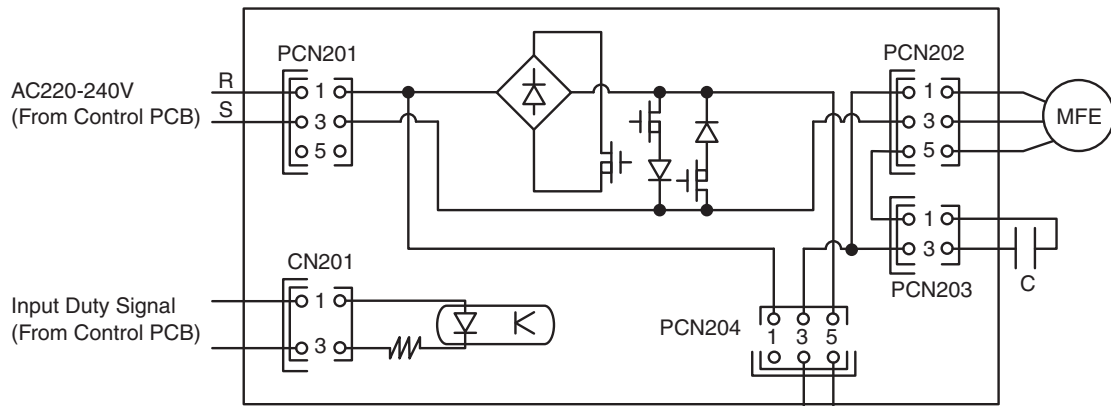 PCN201
PCN202
AC220-240V
(From Control PCB)
R
S
1
3
5
1
3
5
MFE
1
3
PCN203
C
CN201
Input Duty Signal
(From Control PCB)
1
3
PCN204
1
3
5